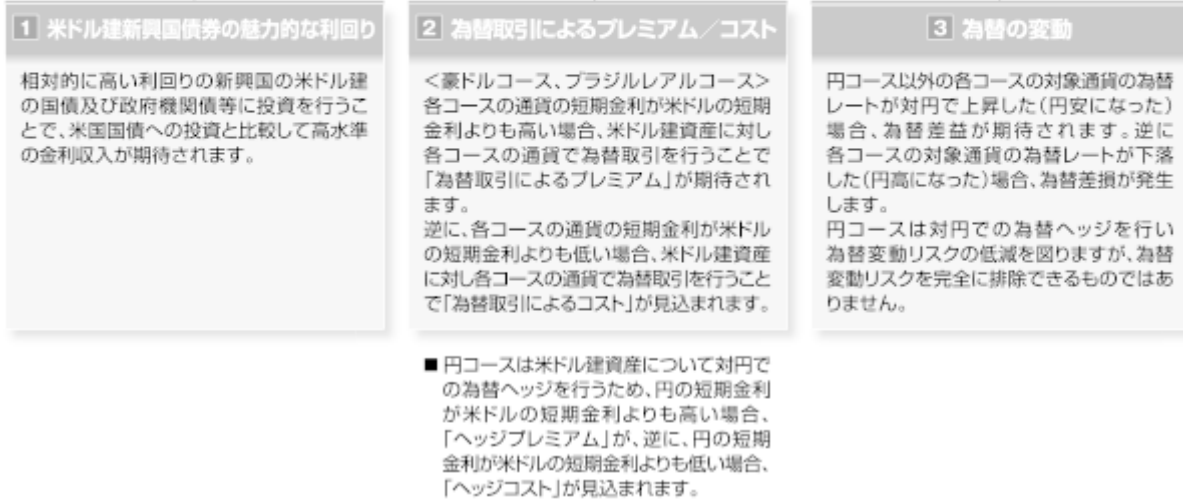 1 米ドル建新興国債券の魅力的な利回り
相対的に高い利回りの新興国の米ドル建
の国債及び政府機関債等に投資を行うこ
とで、米国国債への投資と比較して高水準
の金利収入が期待されます。
2 為替取引によるプレミアム／コスト
＜豪ドルコース、ブラジルレアルコース＞
各コースの通貨の短期金利が米ドルの短期
金利よりも高い場合、米ドル建資産に対し
各コースの通貨で為替取引を行うことで
「為替取引によるプレミアム」が期待され
ます。
逆に、各コースの通貨の短期金利が米ドル
の短期金利よりも低い場合、米ドル建資産
に対し各コースの通貨で為替取引を行うこと
で「為替取引によるコスト」が見込まれます。
■ 円コースは米ドル建資産について対円で
の為替ヘッジを行うため、円の短期金利
が米ドルの短期金利よりも高い場合、
「ヘッジプレミアム」が、逆に、円の短期
金利が米ドルの短期金利よりも低い場合、
「ヘッジコスト」が見込まれます。
3 為替の変動
円コース以外の各コースの対象通貨の為替
レートが対円で上昇した（円安になった）
場合、為替差益が期待されます。逆に
各コースの対象通貨の為替レートが下落
した（円高になった）場合、為替差損が発生
します。
円コースは対円での為替ヘッジを行い
為替変動リスクの低減を図りますが、為替
変動リスクを完全に排除できるものではあ
りません。